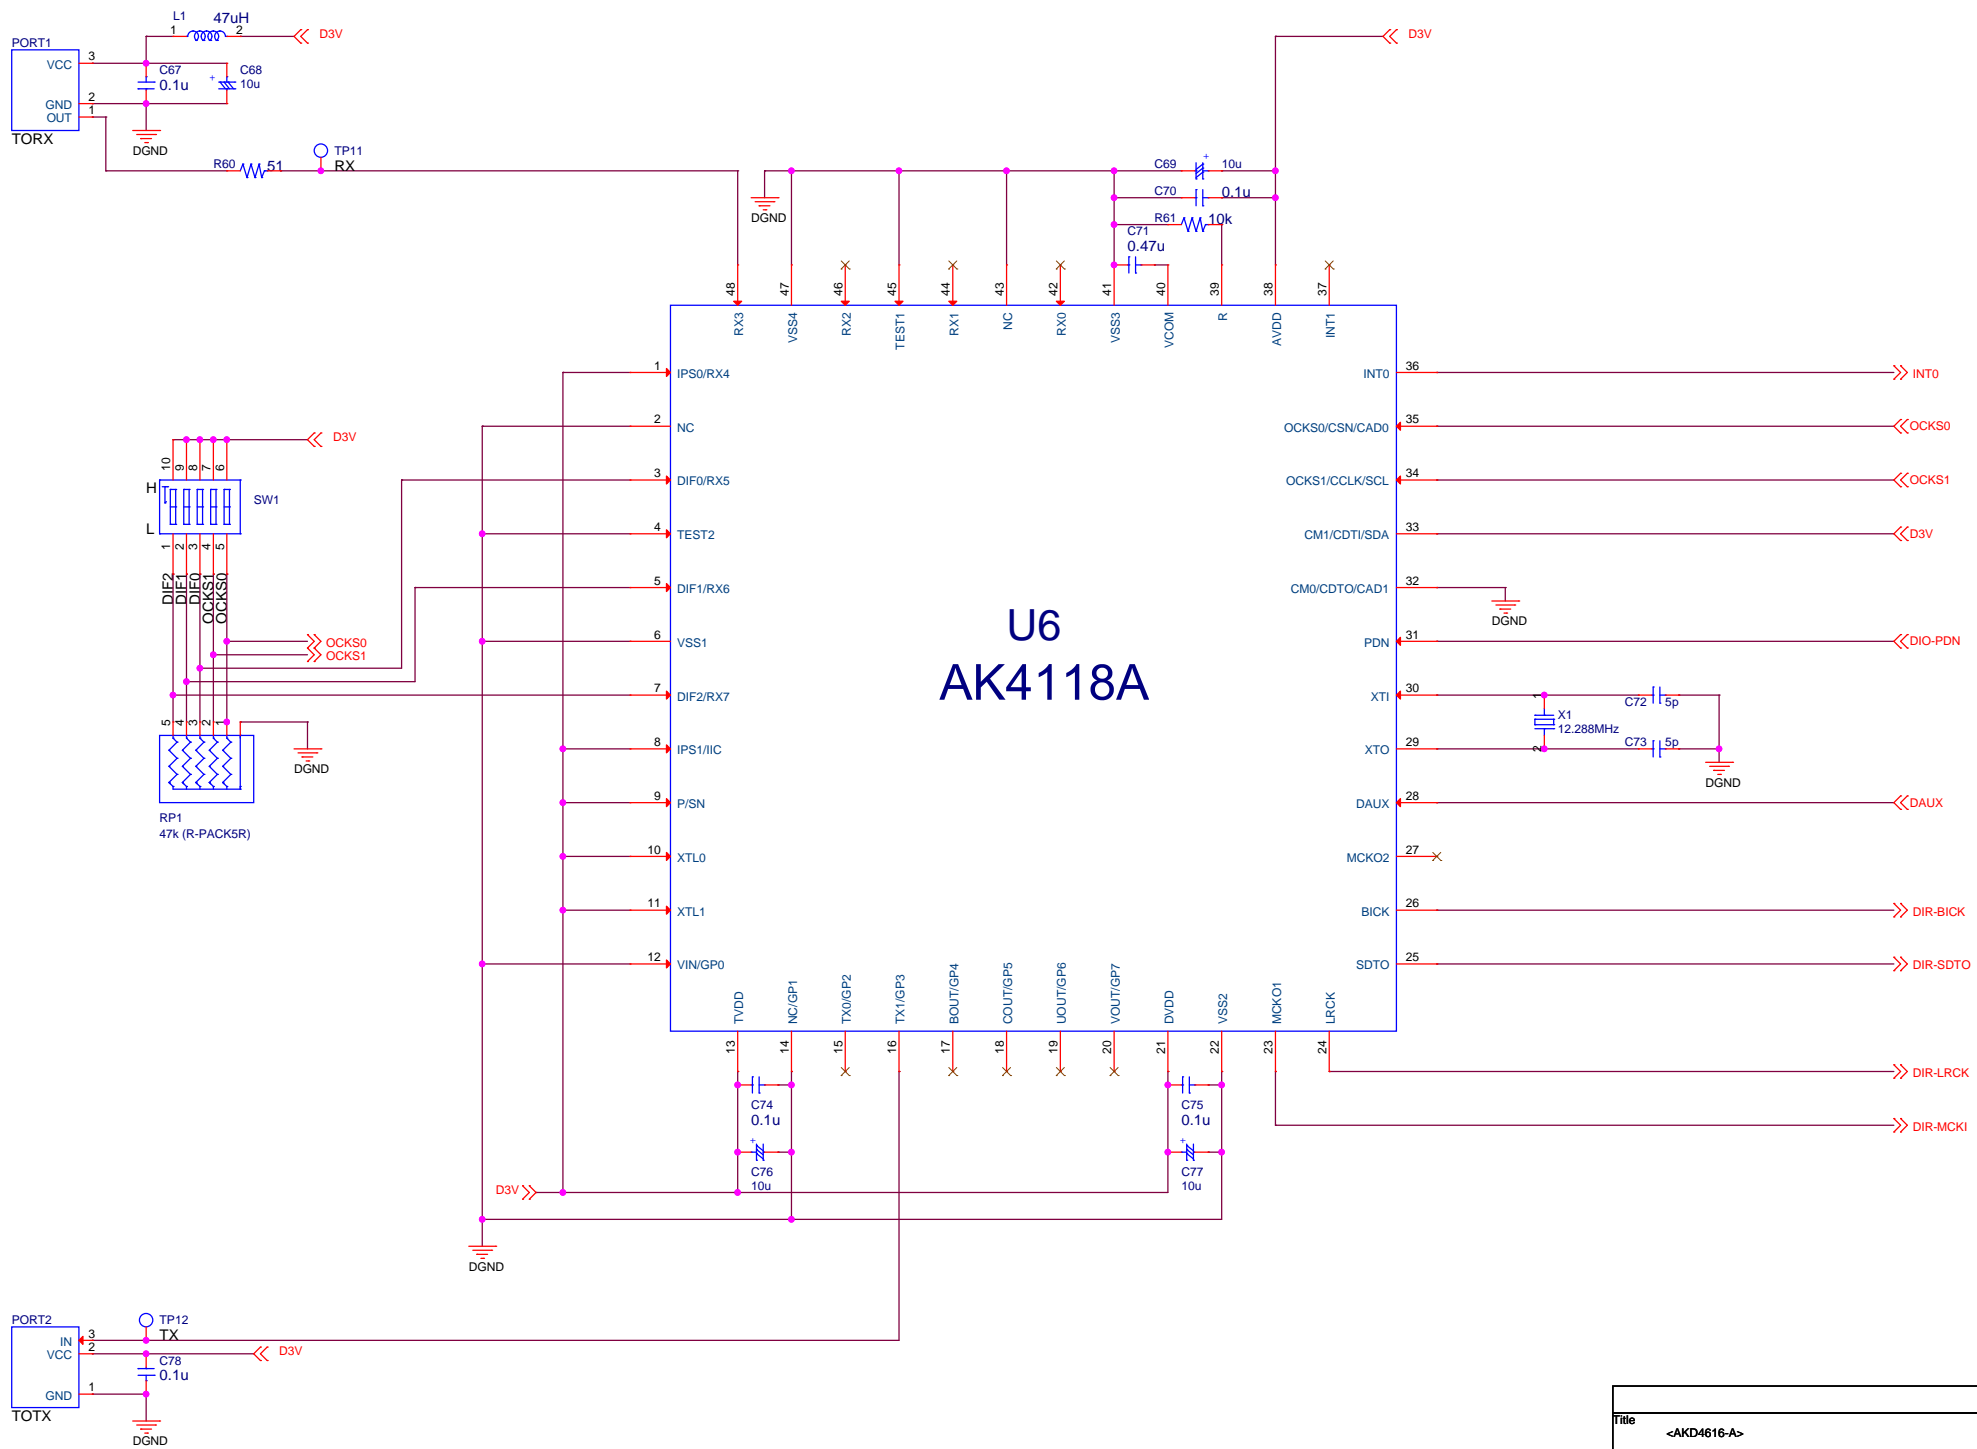 L1
47uH
1
2
D3V
PORT1
VCC
3
C67
0.1u
+
C68
10u
GND
2
OUT
1
TORX
DGND
R60
51
TP11
RX
D3V
DGND
C69
+
10u
C70
0.1u
R61
10k
C71
0.47u
48
47
46
45
44
43
42
41
40
39
38
37
RX3
VSS4
RX2
TEST1
RX1
NC
RX0
VSS3
VCOM
R
AVDD
INT1
1
IPS0/RX4
2
NC
3
DIF0/RX5
4
TEST2
5
DIF1/RX6
6
VSS1
7
DIF2/RX7
8
IPS1/IIC
9
P/SN
10
XTL0
11
XTL1
12
VIN/GP0
U6
AK4118A
INT0
36
INT0
OCKS0/CSN/CAD0
35
OCKS0
OCKS1/CCLK/SCL
34
OCKS1
CM1/CDTI/SDA
33
D3V
CM0/CDTO/CAD1
32
DGND
PDN
31
DIO-PDN
XTI
30
1
X1
12.288MHz
2
C72
5p
XTO
29
C73
5p
DGND
DAUX
28
DAUX
MCKO2
27
BICK
26
DIR-BICK
SDTO
25
DIR-SDTO
D3V
10
9
8
7
6
H
L
SW1
1
2
3
4
5
DIF2
DIF1
DIF0
OCKS1
OCKS0
OCKS0
OCKS1
5
4
3
2
1
DGND
RP1
47k (R-PACK5R)
TVDD
NC/GP1
TX0/GP2
TX1/GP3
BOUT/GP4
COUT/GP5
UOUT/GP6
VOUT/GP7
DVDD
VSS2
MCKO1
LRCK
13
14
15
16
17
18
19
20
21
22
23
24
DIR-LRCK
DIR-MCKI
C74
0.1u
+
C76
10u
C75
0.1u
+
C77
10u
D3V
DGND
PORT2
IN
3
VCC
2
GND
1
TOTX
TP12
TX
D3V
C78
0.1u
DGND
Title
<AKD4616-A>